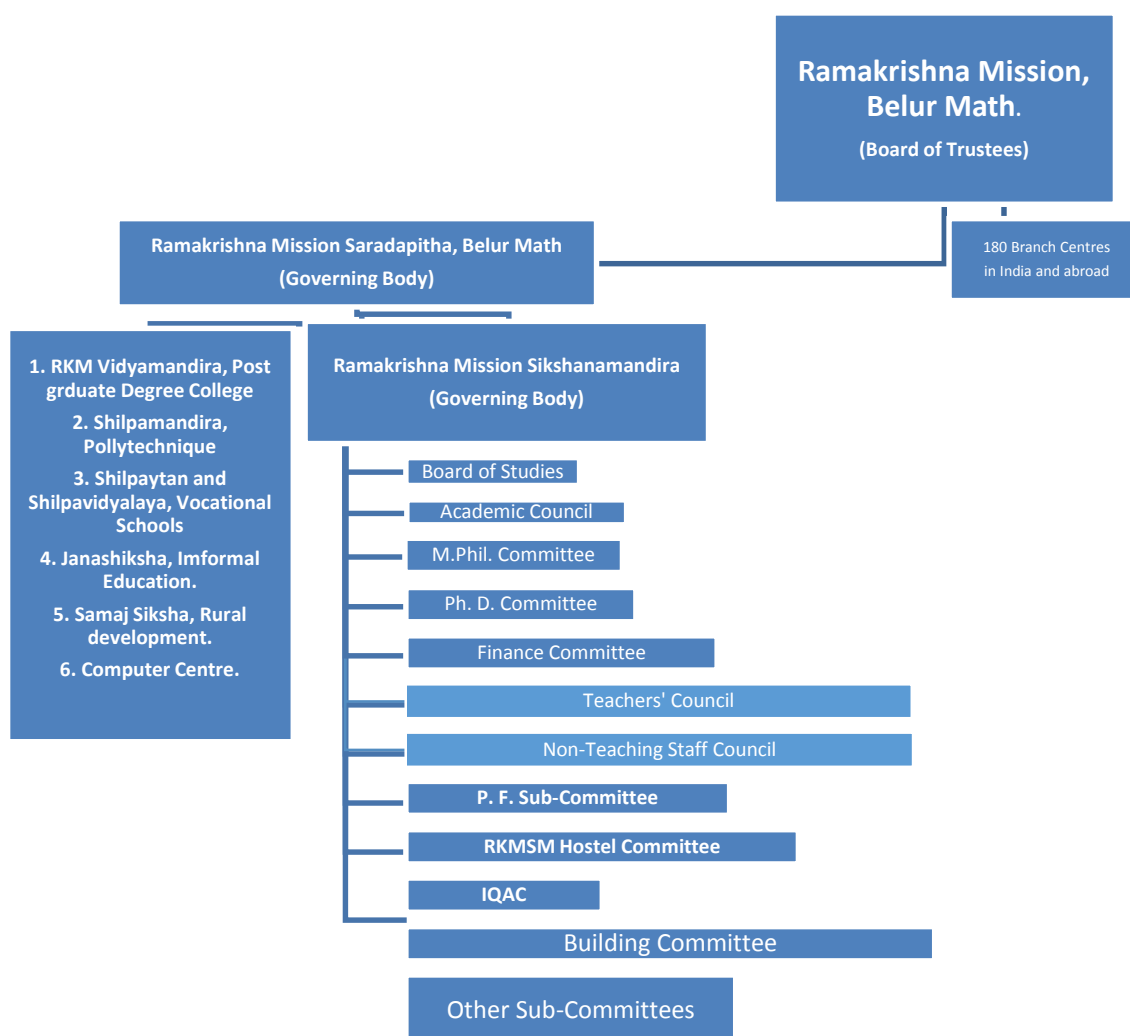 Ramakrishna Mission,
Belur Math.
(Board of Trustees)
Ramakrishna Mission Saradapitha, Belur Math
(Governing Body)
180 Branch Centres
in India and abroad
1. RKM Vidyamandira, Post
grduate Degree College
2. Shilpamandira,
Pollytechnique
3. Shilpaytan and
Shilpavidyalaya, Vocational
Schools
4. Janashiksha, Imformal
Education.
5. Samaj Siksha, Rural
development.
6. Computer Centre.
Ramakrishna Mission Sikshanamandira
(Governing Body)
Board of Studies
Academic Council
M.Phil. Committee
Ph. D. Committee
Finance Committee
Teachers' Council
Non-Teaching Staff Council
P. F. Sub-Committee
RKMSM Hostel Committee
IQAC
Building Committee
Other Sub-Committees